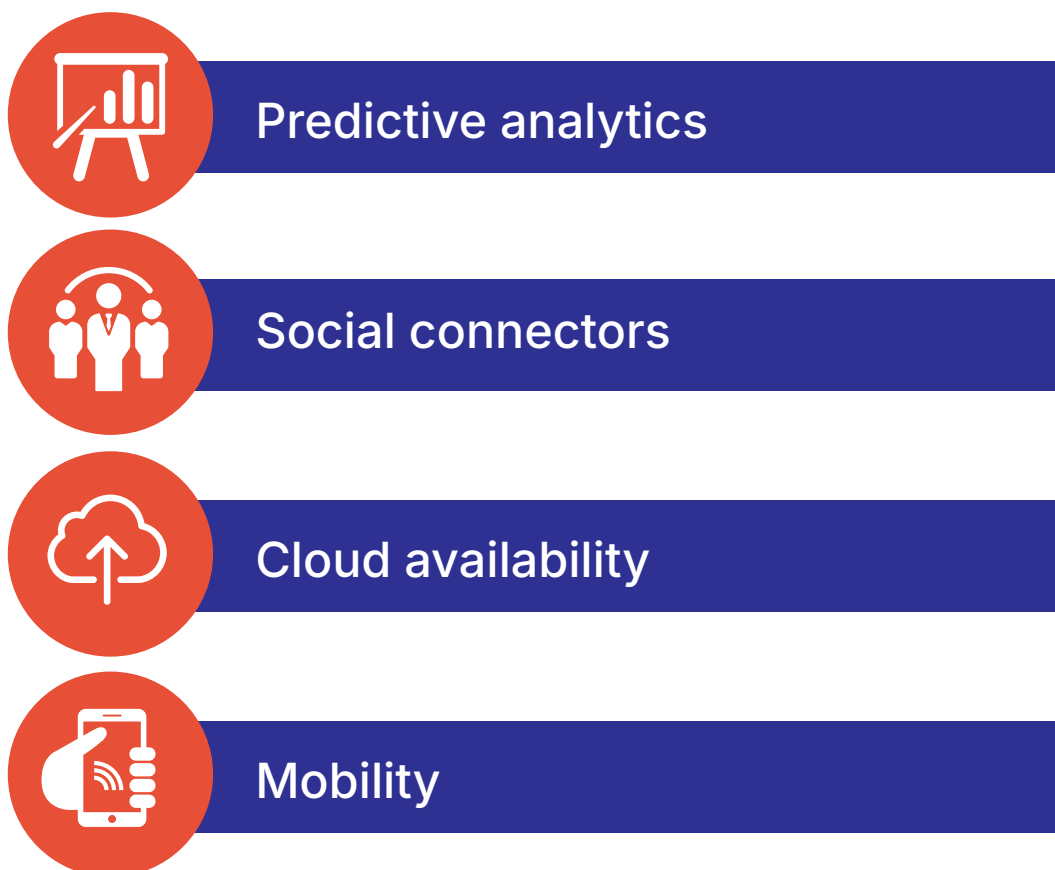 Predictive analytics
Social connectors
Cloud availability
Mobility